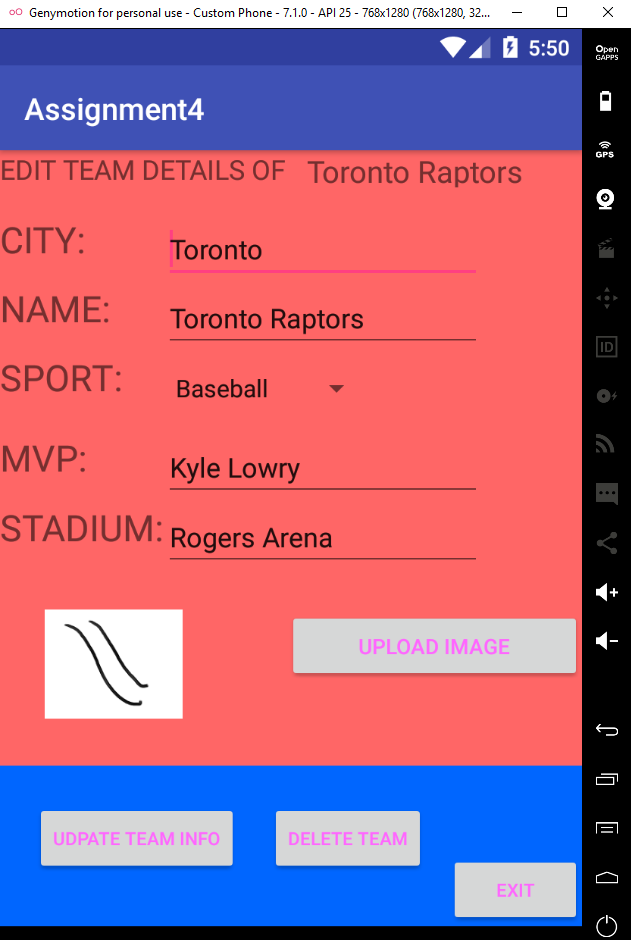 Genymotion for personal use - Custom Phone - 7.1.0 - API 25 - 768x1280 (768x1280, 32...
5:50
Open
GAPPS
Assignment4
GPS
EDIT TEAM DETAILS OF Toronto Raptors
CITY: Toronto
NAME: Toronto Raptors
ID
SPORT: Baseball
MVP: Kyle Lowry
STADIUM: Rogers Arena
UPLOAD IMAGE
UDPATE TEAM INFO DELETE TEAM
EXIT